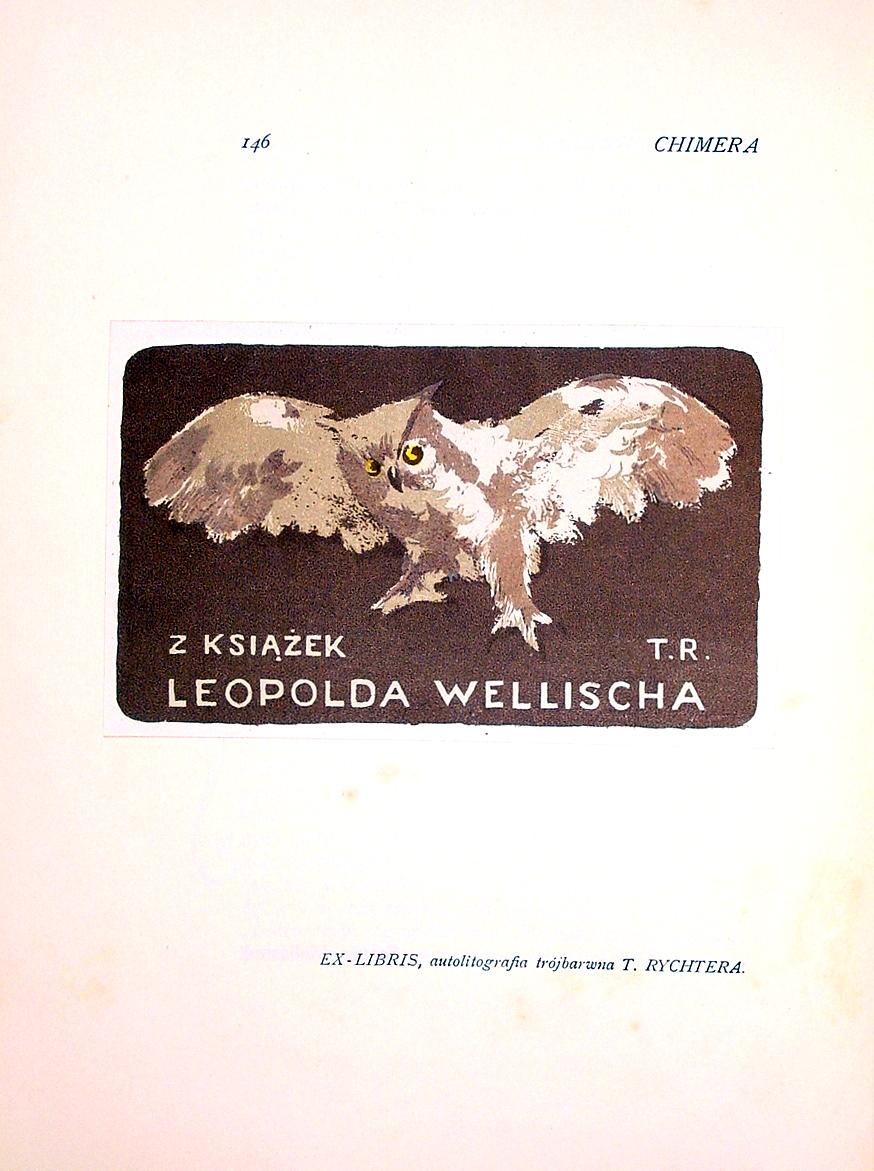 146 CHIMERA
Z KSIĄŻEK T.R.
LEOPOLDA WELLISCHA
EX-LIBRIS, autolitografia trójbarwna T. RYCHTERA.